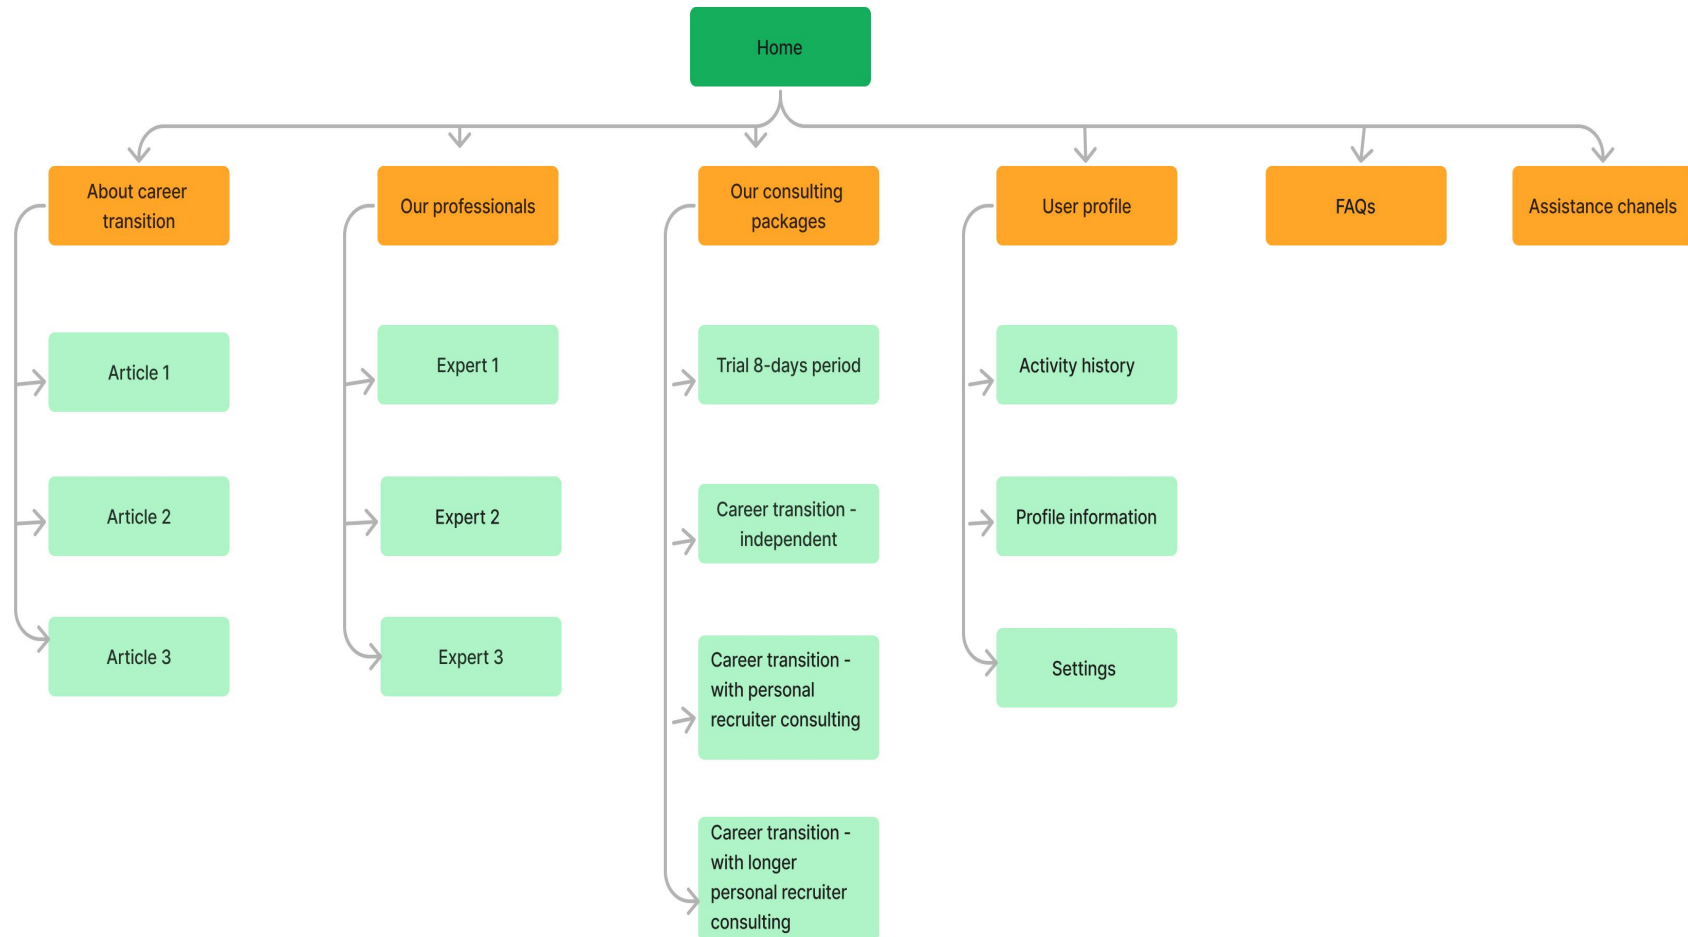 Home
About career
transition
Our professionals
Our consulting
packages
User profile
FAQs
Assistance chanels
Article 1
Expert 1
Trial 8-days period
Activity history
Article 2
Expert 2
Career transition -
independent
Profile information
Article 3
Expert 3
Career transition -
with personal
recruiter consulting
Settings
Career transition -
with longer
personal recruiter
consulting